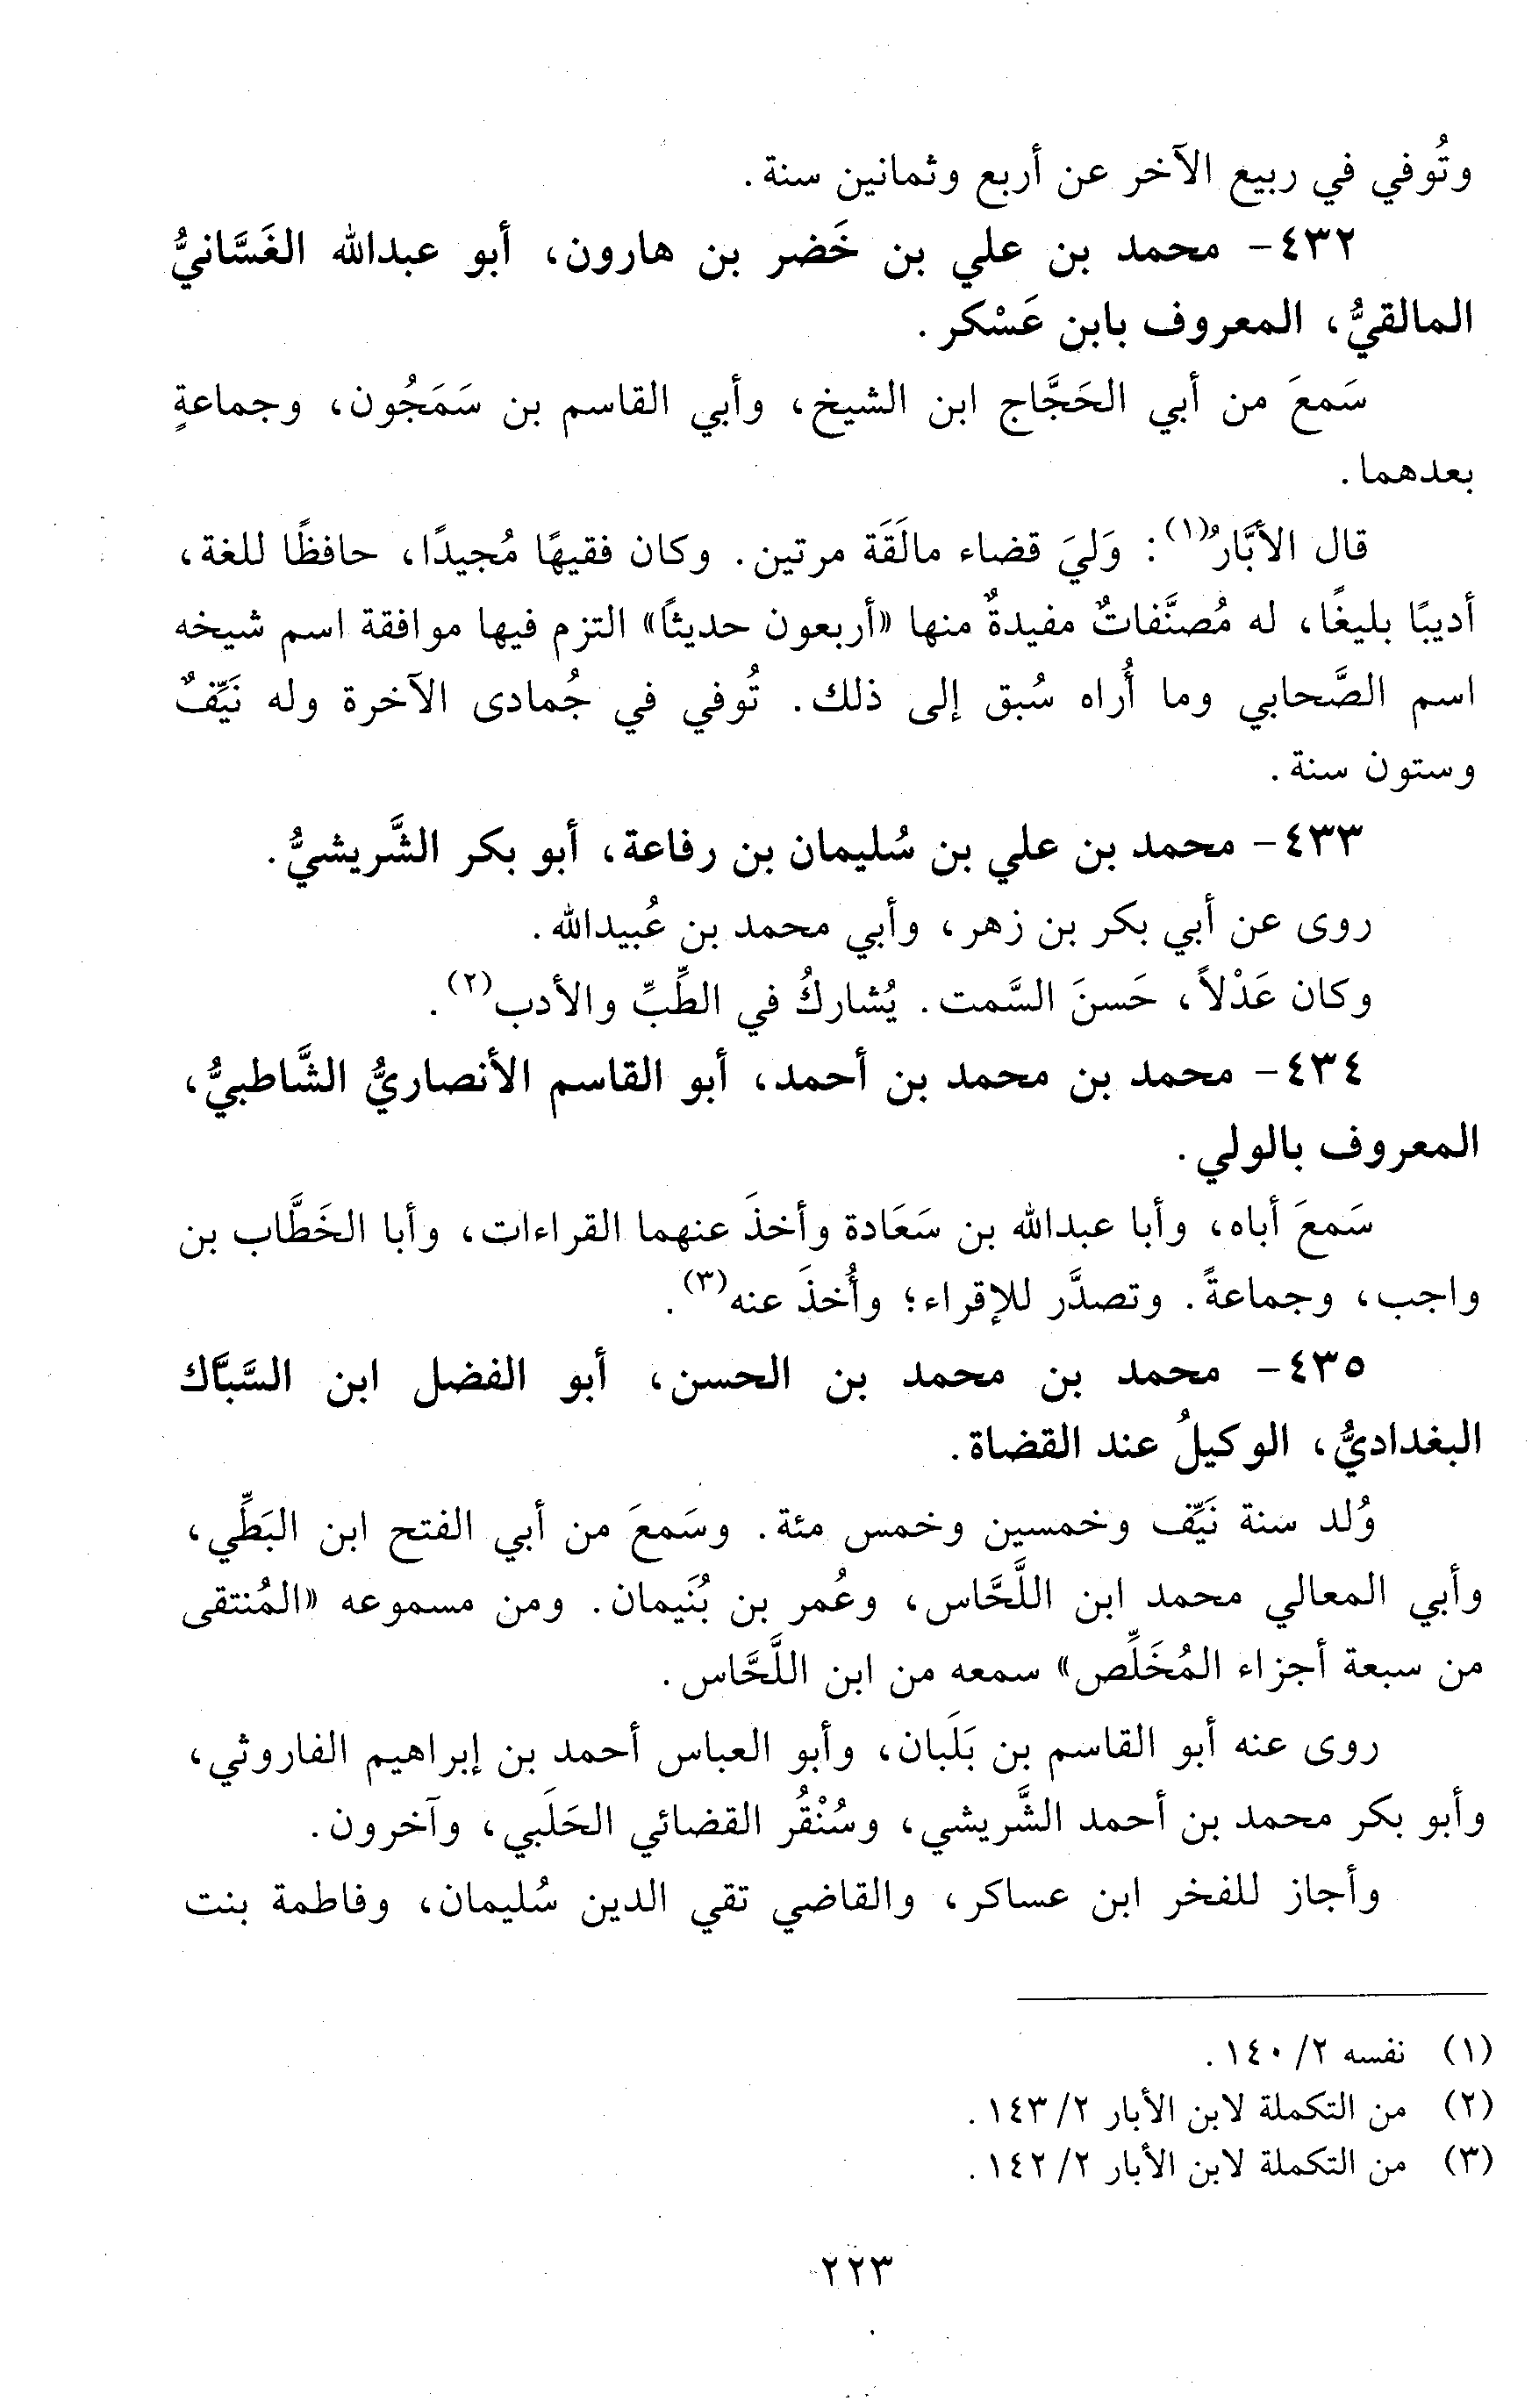 وتُوفي في ربيع الآخر عن أربع وثمانين سنة.
٤٣٢- محمد بن علي بن خَضر بن هارون، أبو عبدالله الغَسَّانيُّ
المالقيُّ، المعروف بابن عَسْكر.
سَمعَ من أبي الحَجَّاج ابن الشيخ، وأبي القاسم بن سَمَجُون، وجماعةٍ
بعدهما.
قال الأبَّارُ(١): وَليَ قضاء مالَقَة مرتين. وكان فقيهًا مُجيدًا، حافظًا للغة،
أديبًا بليغًا، له مُصنَّفاتٌ مفيدةٌ منها «أربعون حديثًا» التزم فيها موافقة اسم شيخه
اسم الصَّحابي وما أُراه سُبق إلى ذلك. تُوفي في جُمادى الآخرة وله نَيِّفٌ
وستون سنة.
٤٣٣- محمد بن علي بن سُليمان بن رفاعة، أبو بكر الشَّريشيُّ.
روى عن أبي بكر بن زهر، وأبي محمد بن عُبيدالله.
وكان عَدْلاً، حَسنَ السَّمت. يُشاركُ في الطِّبِّ والأدب(٢).
٤٣٤- محمد بن محمد بن أحمد، أبو القاسم الأنصاريُّ الشَّاطبيُّ،
المعروف بالولي.
سَمعَ أباه، وأبا عبدالله بن سَعَادة وأخذَ عنهما القراءات، وأبا الخَطَّاب بن
واجب، وجماعةً. وتصدَّر للإقراء؛ وأُخذَ عنه(٣).
٤٣٥- محمد بن محمد بن الحسن، أبو الفضل ابن السَّبَّاك
البغداديُّ، الوكيلُ عند القضاة.
وُلد سنة نَيِّف وخمسين وخمس مئة. وسَمعَ من أبي الفتح ابن البَطِّي،
وأبي المعالي محمد ابن اللَّحَّاس، وعُمر بن بُنَيمان. ومن مسموعه «المُنتقى
من سبعة أجزاء المُخَلِّص» سمعه من ابن اللَّحَّاس.
روى عنه أبو القاسم بن بَلَبان، وأبو العباس أحمد بن إبراهيم الفاروثي،
وأبو بكر محمد بن أحمد الشَّريشي، وسُنْقُر القضائي الحَلَبي، وآخرون.
وأجاز للفخر ابن عساكر، والقاضي تقي الدين سُليمان، وفاطمة بنت
(١) نفسه ٢/ ١٤٠.
(٢) من التكملة لابن الأبار ٢/ ١٤٣.
(٣) من التكملة لابن الأبار ٢/ ١٤٢.
٢٢٣